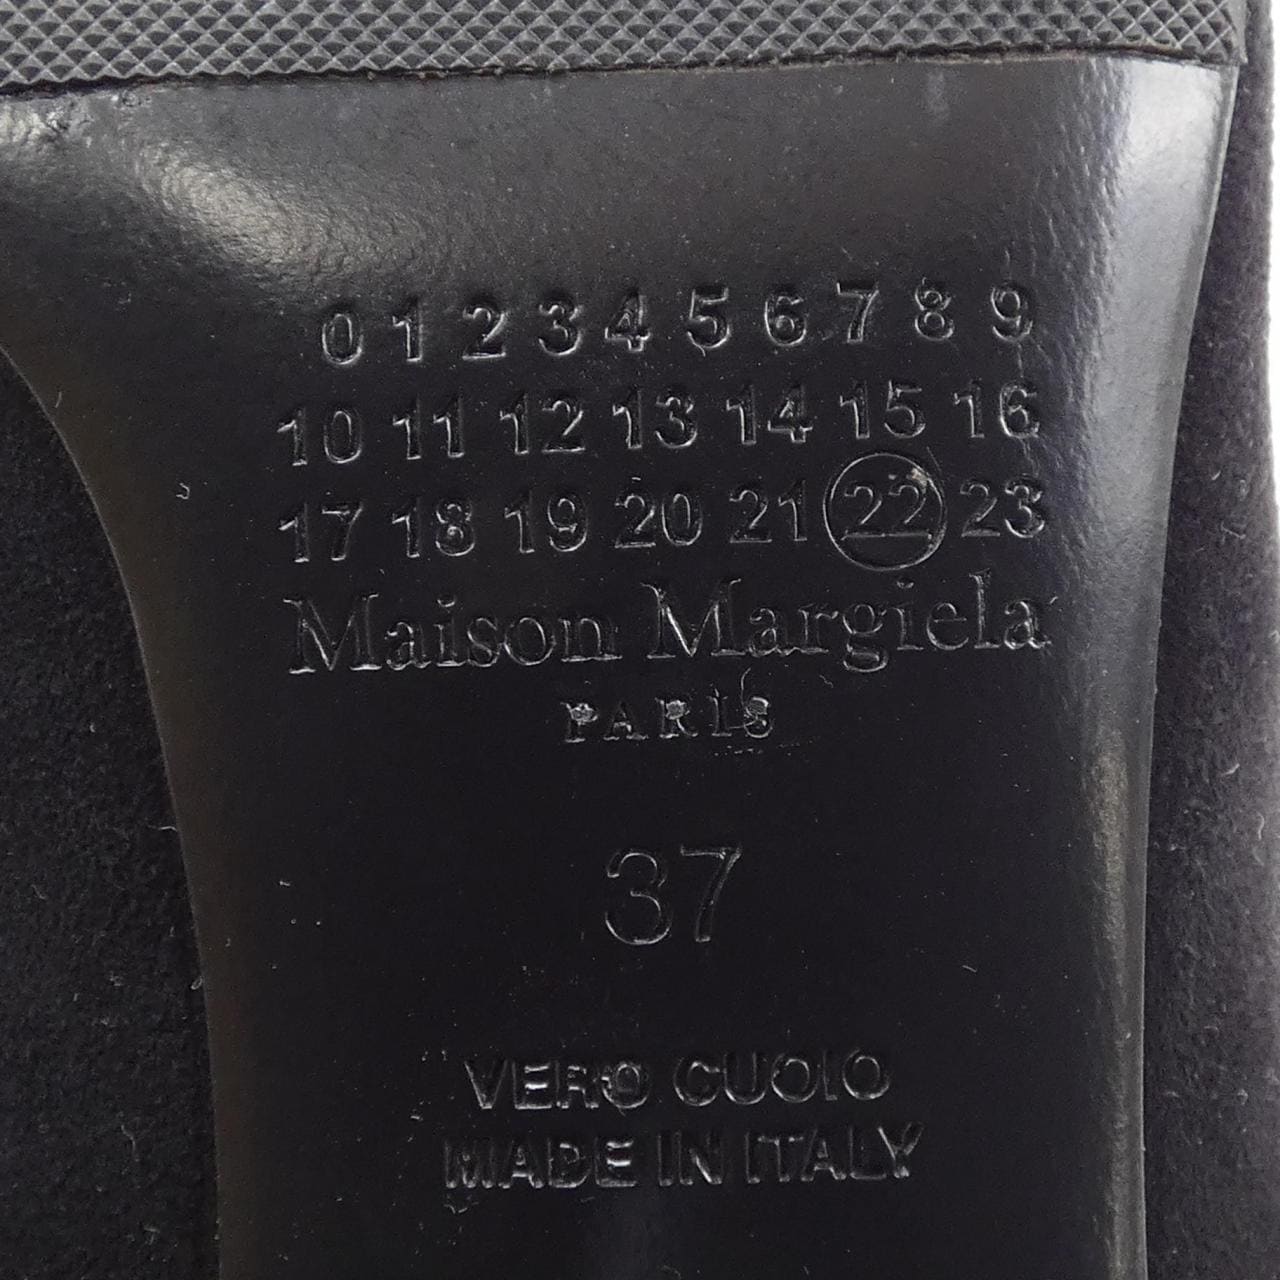 0 1 2 3 4 5 6 7 8 9
10 11 12 13 14 15 16
17 18 19 20 21 22 23
Maison Margiela
PARIS
37
VERO CUOIO
MADE IN ITALY